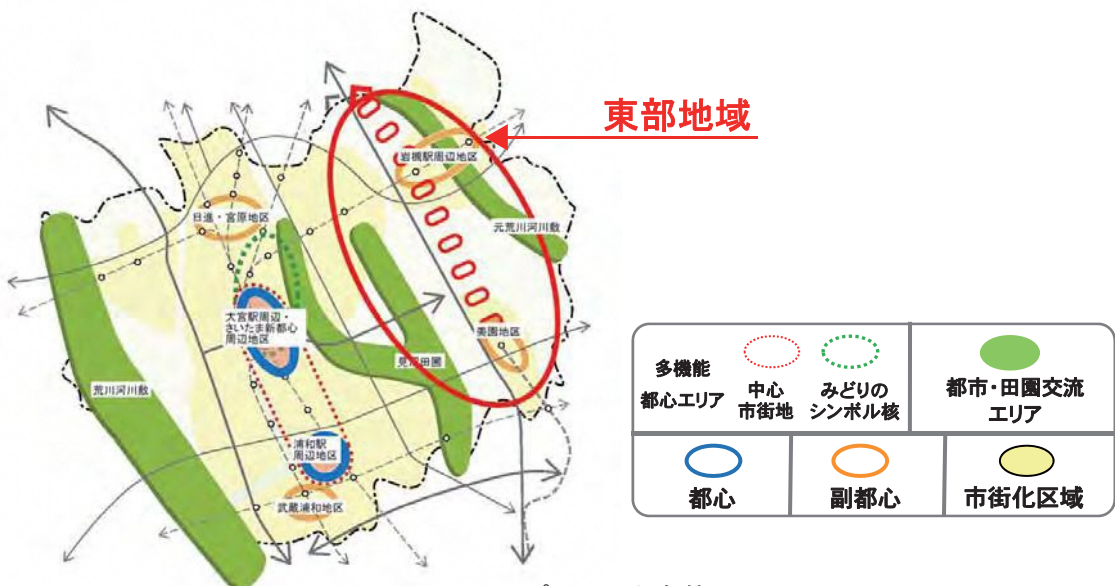 東部地域
岩槻駅周辺地区
日進・宮原地区
元荒川河川敷
大宮駅周辺・
さいたま新都心
周辺地区
美園地区
見沼田圃
荒川河川敷
浦和駅
周辺地区
武蔵浦和地区
多機能
都心エリア
中心
市街地
みどりの
シンボル核
都市・田園交流
エリア
都心
副都心
市街化区域